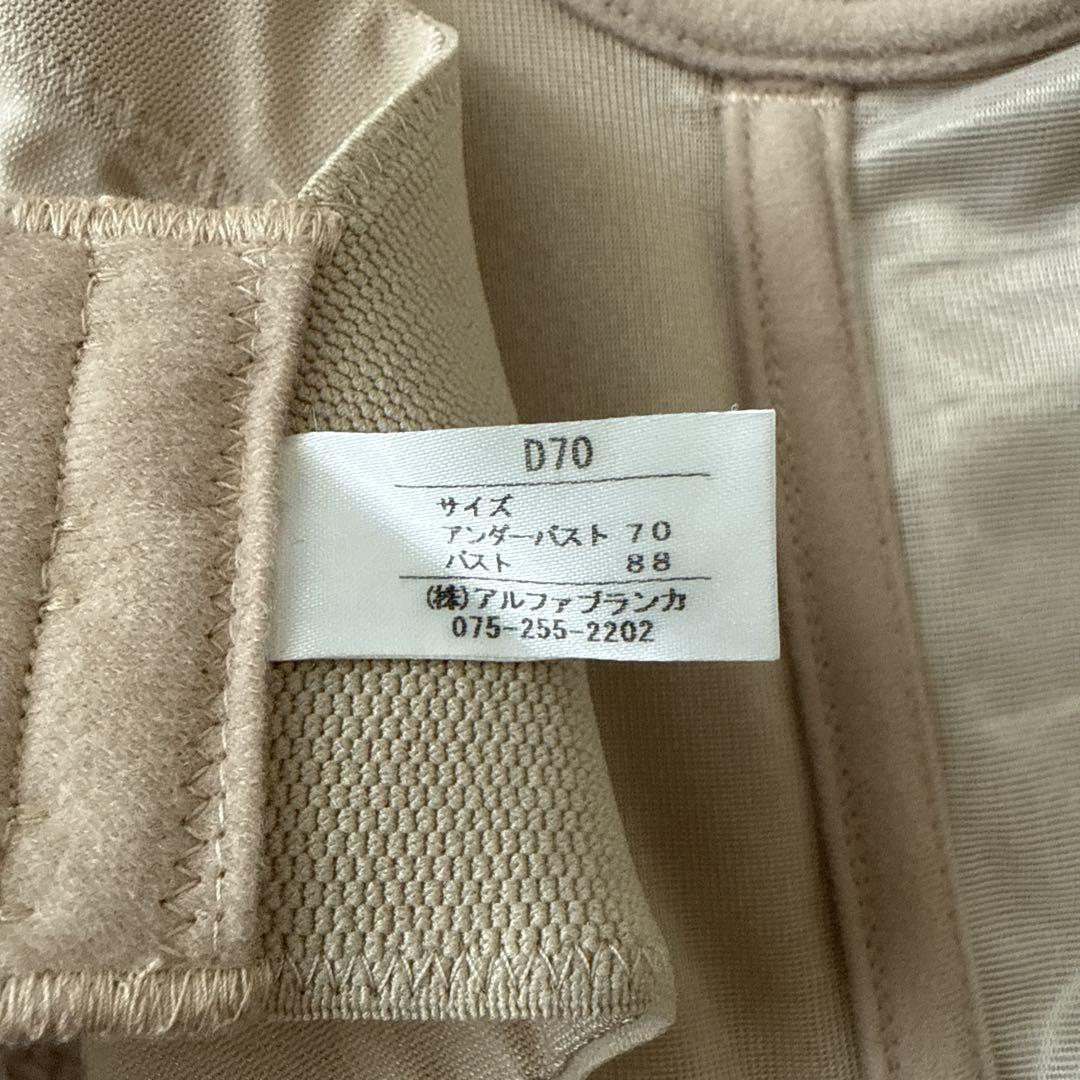 D70
サイズ
アンダーバスト 70
バスト 88
(株)アルファブランカ
075-255-2202